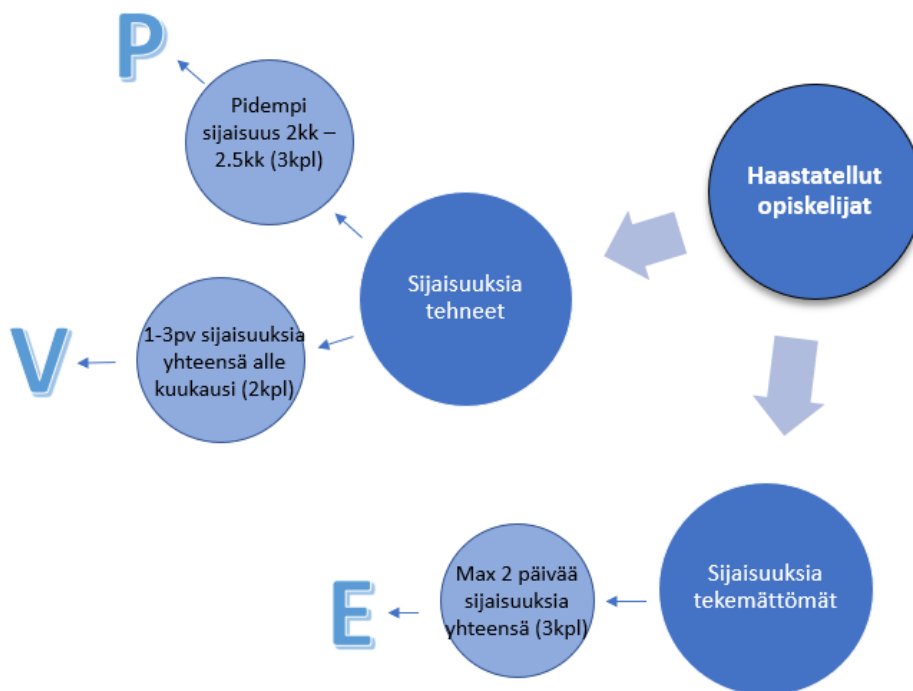 Haastatellut
opiskelijat
Sijaisuuksia
tehneet
Pidempi
sijaisuus 2kk –
2.5kk (3kpl)
P
1-3pv sijaisuuksia
yhteensä alle
kuukausi (2kpl)
V
Sijaisuuksia
tekemättömät
Max 2 päivää
sijaisuuksia
yhteensä (3kpl)
E